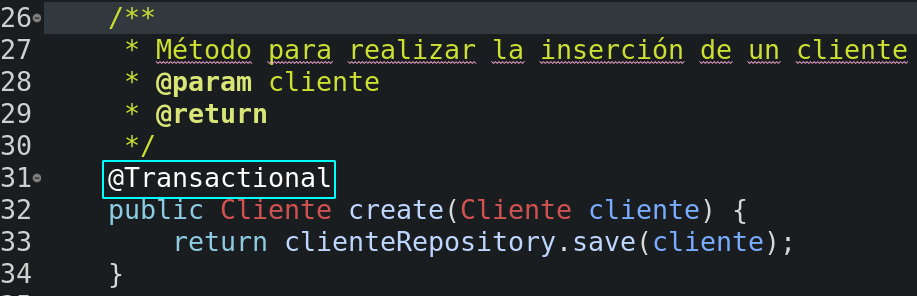 26 /**
27 * Método para realizar la inserción de un cliente
28 * @param cliente
29 * @return
30 */
31 @Transactional
32 public Cliente create(Cliente cliente) {
33 return clienteRepository.save(cliente);
34 }